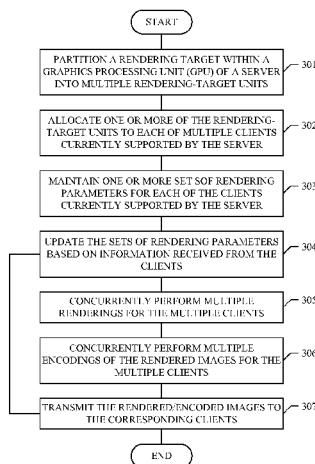 START
PARTITION A RENDERING TARGET WITHIN A
GRAPHICS PROCESSING UNIT (GPU) OF A SERVER
INTO MULTIPLE RENDERING-TARGET UNITS
301
ALLOCATE ONE OR MORE OF THE RENDERING-
TARGET UNITS TO EACH OF MULTIPLE CLIENTS
CURRENTLY SUPPORTED BY THE SERVER
302
MAINTAIN ONE OR MORE SET SOF RENDERING
PARAMETERS FOR EACH OF THE CLIENTS
CURRENTLY SUPPORTED BY THE SERVER
303
UPDATE THE SETS OF RENDERING PARAMETERS
BASED ON INFORMATION RECEIVED FROM THE
CLIENTS
304
CONCURRENTLY PERFORM MULTIPLE
RENDERINGS FOR THE MULTIPLE CLIENTS
305
CONCURRENTLY PERFORM MULTIPLE
ENCODINGS OF THE RENDERED IMAGES FOR THE
MULTIPLE CLIENTS
306
TRANSMIT THE RENDERED/ENCODED IMAGES TO
THE CORRESPONDING CLIENTS
307
END